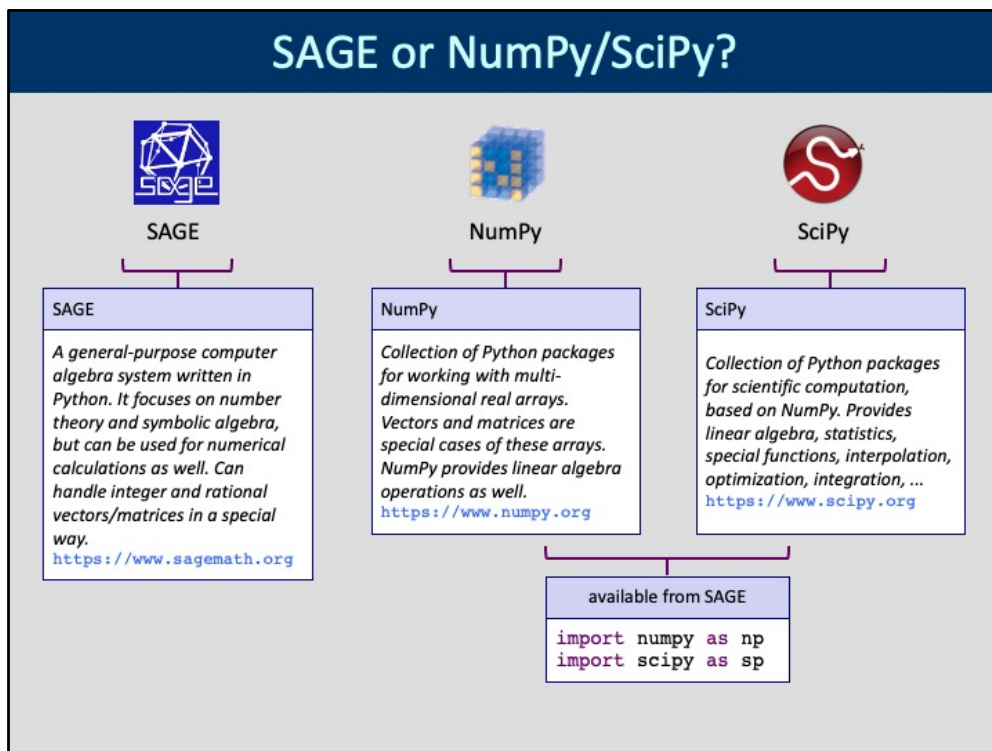 SAGE or NumPy/SciPy?
sage
SAGE
NumPy
SciPy
SAGE
A general-purpose computer
algebra system written in
Python. It focuses on number
theory and symbolic algebra,
but can be used for numerical
calculations as well. Can
handle integer and rational
vectors/matrices in a special
way.
https://www.sagemath.org
NumPy
Collection of Python packages
for working with multi-
dimensional real arrays.
Vectors and matrices are
special cases of these arrays.
NumPy provides linear algebra
operations as well.
https://www.numpy.org
SciPy
Collection of Python packages
for scientific computation,
based on NumPy. Provides
linear algebra, statistics,
special functions, interpolation,
optimization, integration, ...
https://www.scipy.org
available from SAGE
import numpy as np
import scipy as sp